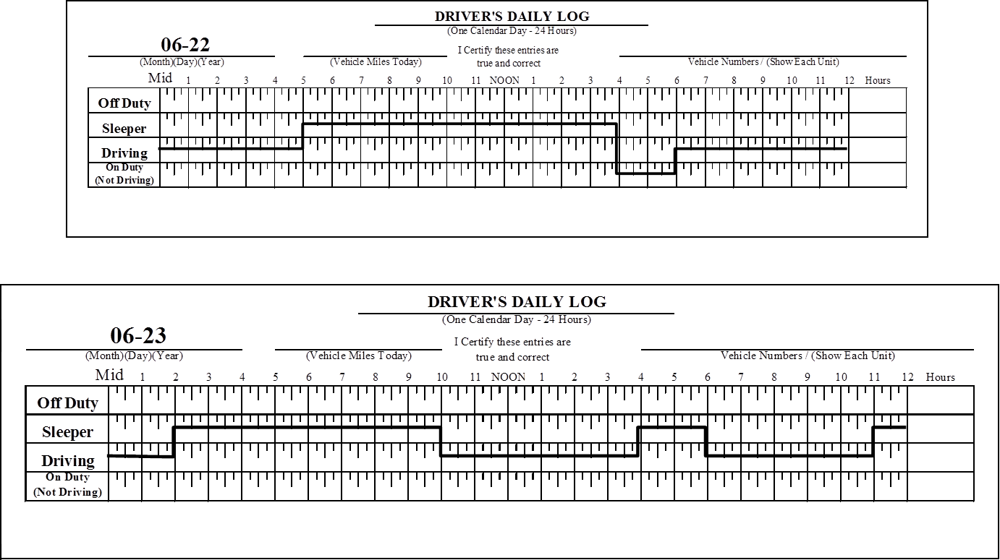 DRIVER'S DAILY LOG
(One Calendar Day - 24 Hours)
06-22
I Certify these entries are
(Month)(Day)(Year) (Vehicle Miles Today) true and correct Vehicle Numbers / (Show Each Unit)
Mid 1 2 3 4 5 6 7 8 9 10 11 NOON 1 2 3 4 5 6 7 8 9 10 11 12 Hours
Off Duty
Sleeper
Driving
On Duty
(Not Driving)
DRIVER'S DAILY LOG
(One Calendar Day - 24 Hours)
06-23
I Certify these entries are
(Month)(Day)(Year) (Vehicle Miles Today) true and correct Vehicle Numbers / (Show Each Unit)
Mid 1 2 3 4 5 6 7 8 9 10 11 NOON 1 2 3 4 5 6 7 8 9 10 11 12 Hours
Off Duty
Sleeper
Driving
On Duty
(Not Driving)